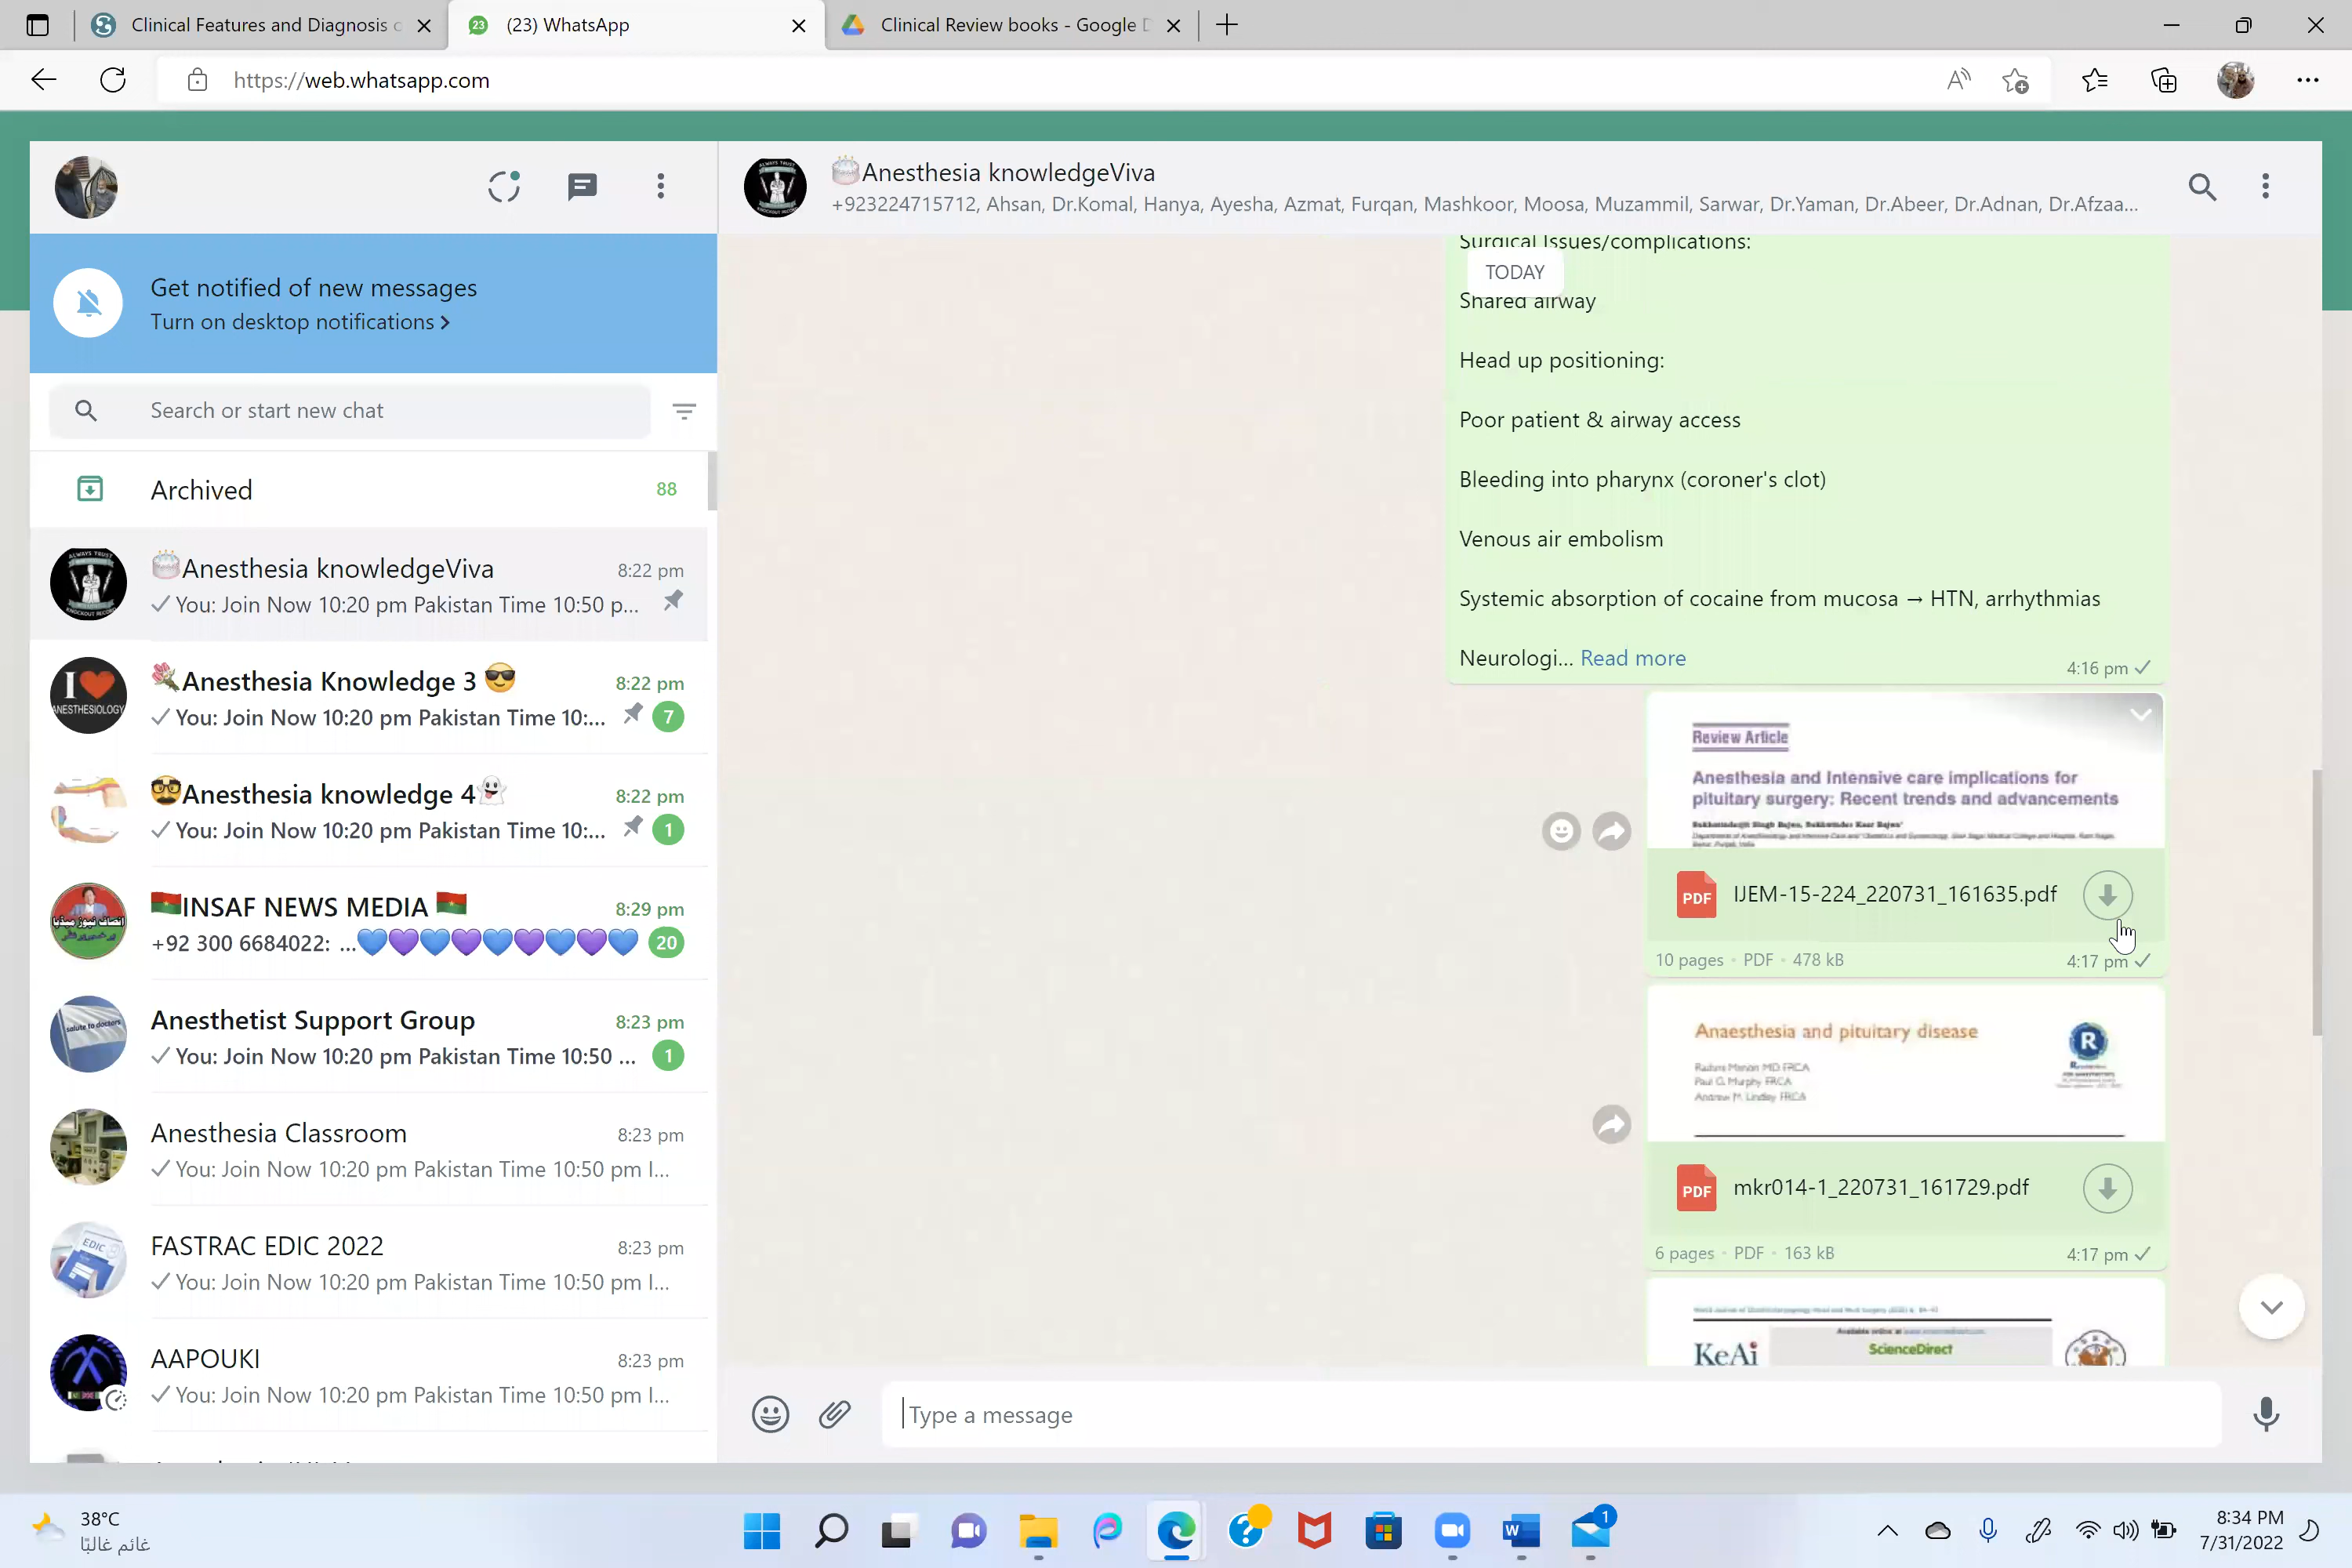 Clinical Features and Diagnosis c
(23) WhatsApp
Clinical Review books - Google D
https://web.whatsapp.com
Get notified of new messages
Turn on desktop notifications >
Search or start new chat
Archived
88
🎂Anesthesia knowledgeViva
8:22 pm
You: Join Now 10:20 pm Pakistan Time 10:50 p...
Anesthesia Knowledge 3 😎
8:22 pm
You: Join Now 10:20 pm Pakistan Time 10:...
7
🥸Anesthesia knowledge 4👻
8:22 pm
You: Join Now 10:20 pm Pakistan Time 10:...
1
🇧🇫INSAF NEWS MEDIA 🇧🇫
8:29 pm
+92 300 6684022: ...💙💜💙💜💙💜💙💜💙
20
Anesthetist Support Group
8:23 pm
You: Join Now 10:20 pm Pakistan Time 10:50 ...
1
Anesthesia Classroom
8:23 pm
You: Join Now 10:20 pm Pakistan Time 10:50 pm I...
FASTRAC EDIC 2022
8:23 pm
You: Join Now 10:20 pm Pakistan Time 10:50 pm I...
AAPOUKI
8:23 pm
You: Join Now 10:20 pm Pakistan Time 10:50 pm I...
🎂Anesthesia knowledgeViva
+923224715712, Ahsan, Dr.Komal, Hanya, Ayesha, Azmat, Furqan, Mashkoor, Moosa, Muzammil, Sarwar, Dr.Yaman, Dr.Abeer, Dr.Adnan, Dr.Afzaa...
Surgical Issues/complications:
TODAY
Shared airway
Head up positioning:
Poor patient & airway access
Bleeding into pharynx (coroner's clot)
Venous air embolism
Systemic absorption of cocaine from mucosa → HTN, arrhythmias
Neurologi... Read more
4:16 pm
Review Article
Anesthesia and Intensive care implications for
pituitary surgery: Recent trends and advancements
PDF
IJEM-15-224_220731_161635.pdf
10 pages • PDF • 478 kB
4:17 pm
Anaesthesia and pituitary disease
Paul G. Murphy FRCA
PDF
mkr014-1_220731_161729.pdf
6 pages • PDF • 163 kB
4:17 pm
KeAi
ScienceDirect
Type a message
38°C
غائم غالبًا
1
8:34 PM
7/31/2022